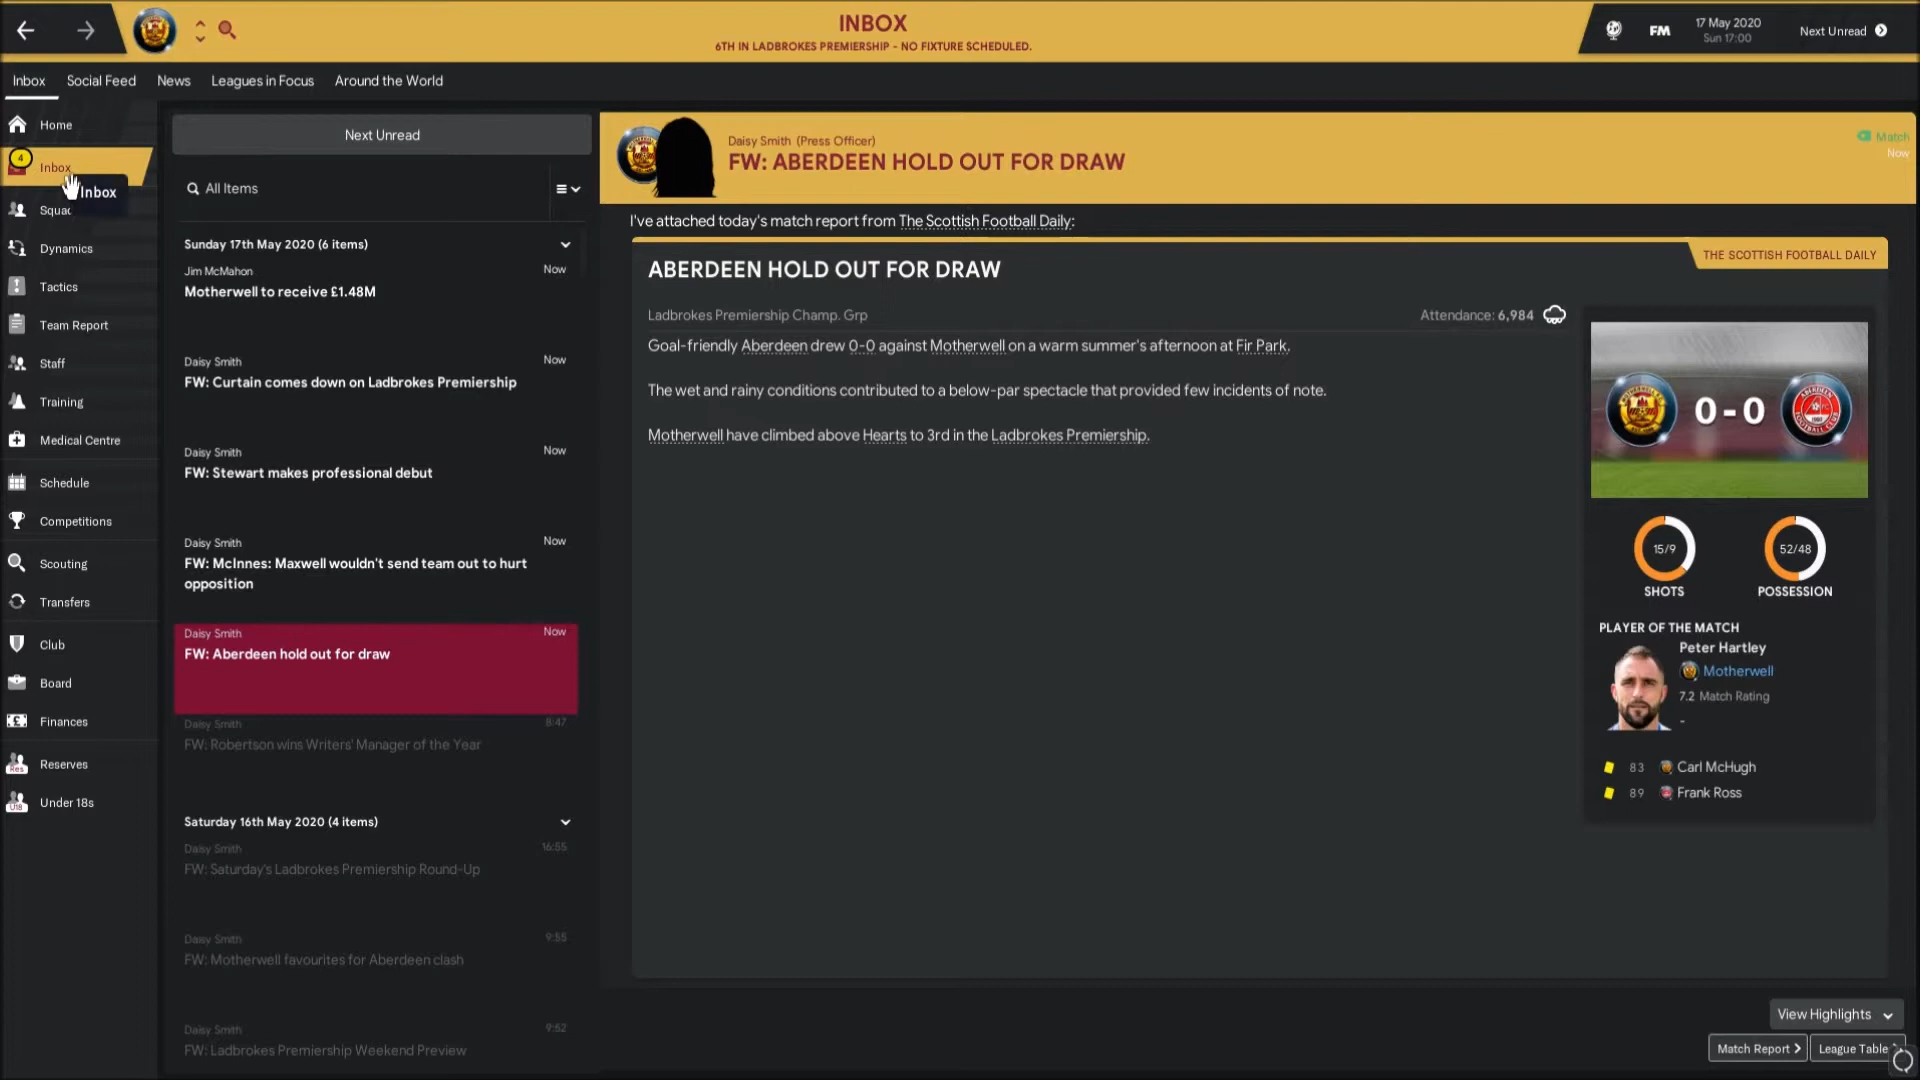 INBOX
6TH IN LADBROKES PREMIERSHIP - NO FIXTURE SCHEDULED.
FM
17 May 2020
Sun 17:00
Next Unread
Inbox
Social Feed
News
Leagues in Focus
Around the World
Home
4
Inbox
Inbox
Squad
Dynamics
Tactics
Team Report
Staff
Training
Medical Centre
Schedule
Competitions
Scouting
Transfers
Club
Board
Finances
Res
Reserves
U18
Under 18s
Next Unread
All Items
Sunday 17th May 2020 (6 items)
Jim McMahon
Now
Motherwell to receive £1.48M
Daisy Smith
Now
FW: Curtain comes down on Ladbrokes Premiership
Daisy Smith
Now
FW: Stewart makes professional debut
Daisy Smith
Now
FW: McInnes: Maxwell wouldn't send team out to hurt
opposition
Daisy Smith
Now
FW: Aberdeen hold out for draw
Daisy Smith
8:47
FW: Robertson wins Writers' Manager of the Year
Saturday 16th May 2020 (4 items)
Daisy Smith
16:55
FW: Saturday's Ladbrokes Premiership Round-Up
Daisy Smith
9:55
FW: Motherwell favourites for Aberdeen clash
Daisy Smith
9:52
FW: Ladbrokes Premiership Weekend Preview
Daisy Smith (Press Officer)
FW: ABERDEEN HOLD OUT FOR DRAW
Match
Now
I've attached today's match report from The Scottish Football Daily:
THE SCOTTISH FOOTBALL DAILY
ABERDEEN HOLD OUT FOR DRAW
Ladbrokes Premiership Champ. Grp
Attendance: 6,984
Goal-friendly Aberdeen drew 0-0 against Motherwell on a warm summer's afternoon at Fir Park.
The wet and rainy conditions contributed to a below-par spectacle that provided few incidents of note.
Motherwell have climbed above Hearts to 3rd in the Ladbrokes Premiership.
0 - 0
15/9
SHOTS
52/48
POSSESSION
PLAYER OF THE MATCH
Peter Hartley
Motherwell
7.2 Match Rating
-
83 Carl McHugh
89 Frank Ross
View Highlights
Match Report
League Table